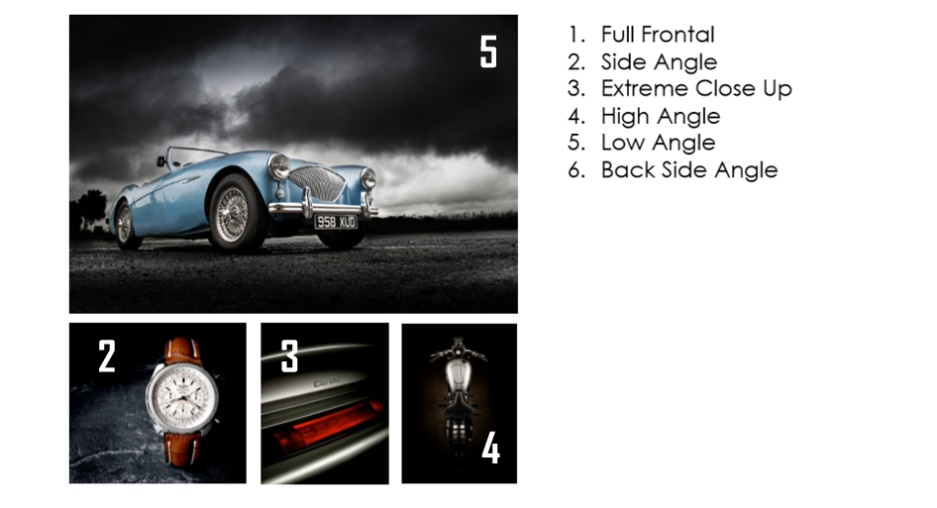 5
1. Full Frontal
2. Side Angle
3. Extreme Close Up
4. High Angle
5. Low Angle
6. Back Side Angle
958 XUD
2
3
4